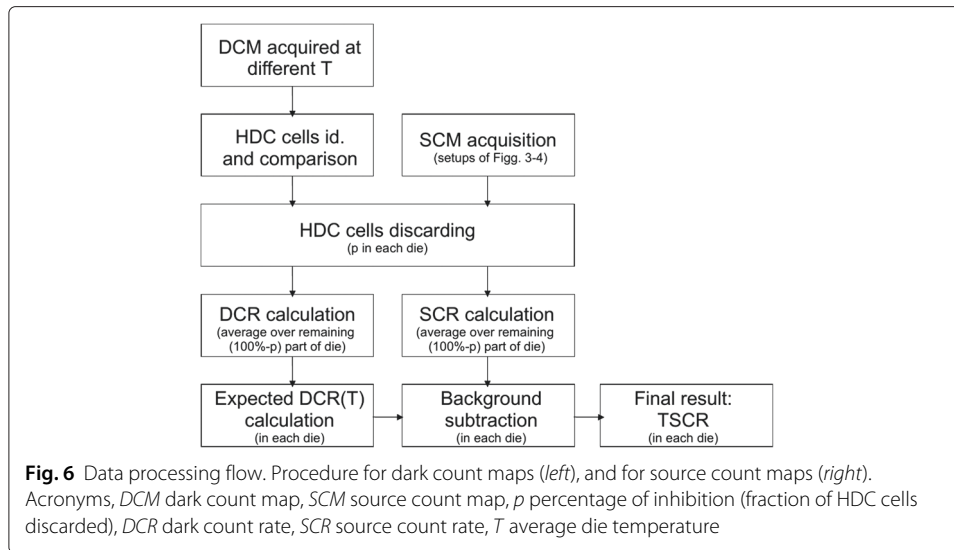 DCM acquired at
different T
HDC cells id.
and comparison
SCM acquisition
(setups of Figg. 3-4)
HDC cells discarding
(p in each die)
DCR calculation
(average over remaining
(100%-p) part of die)
SCR calculation
(average over remaining
(100%-p) part of die)
Expected DCR(T)
calculation
(in each die)
Background
subtraction
(in each die)
Final result:
TSCR
(in each die)
Fig. 6 Data processing flow. Procedure for dark count maps (left), and for source count maps (right).
Acronyms, DCM dark count map, SCM source count map, p percentage of inhibition (fraction of HDC cells
discarded), DCR dark count rate, SCR source count rate, T average die temperature